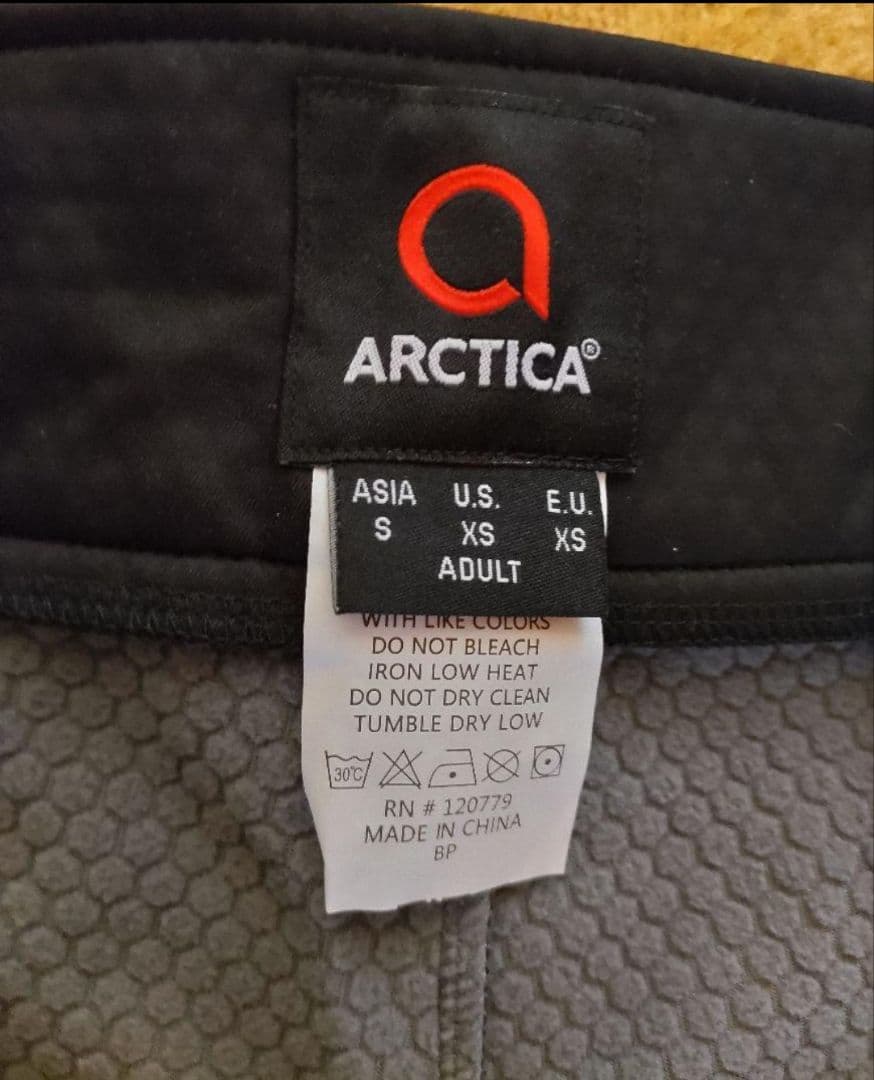 ARCTICA®
ASIA U.S. E.U.
S XS XS
ADULT
WITH LIKE COLORS
DO NOT BLEACH
IRON LOW HEAT
DO NOT DRY CLEAN
TUMBLE DRY LOW
30°C
RN # 120779
MADE IN CHINA
BP